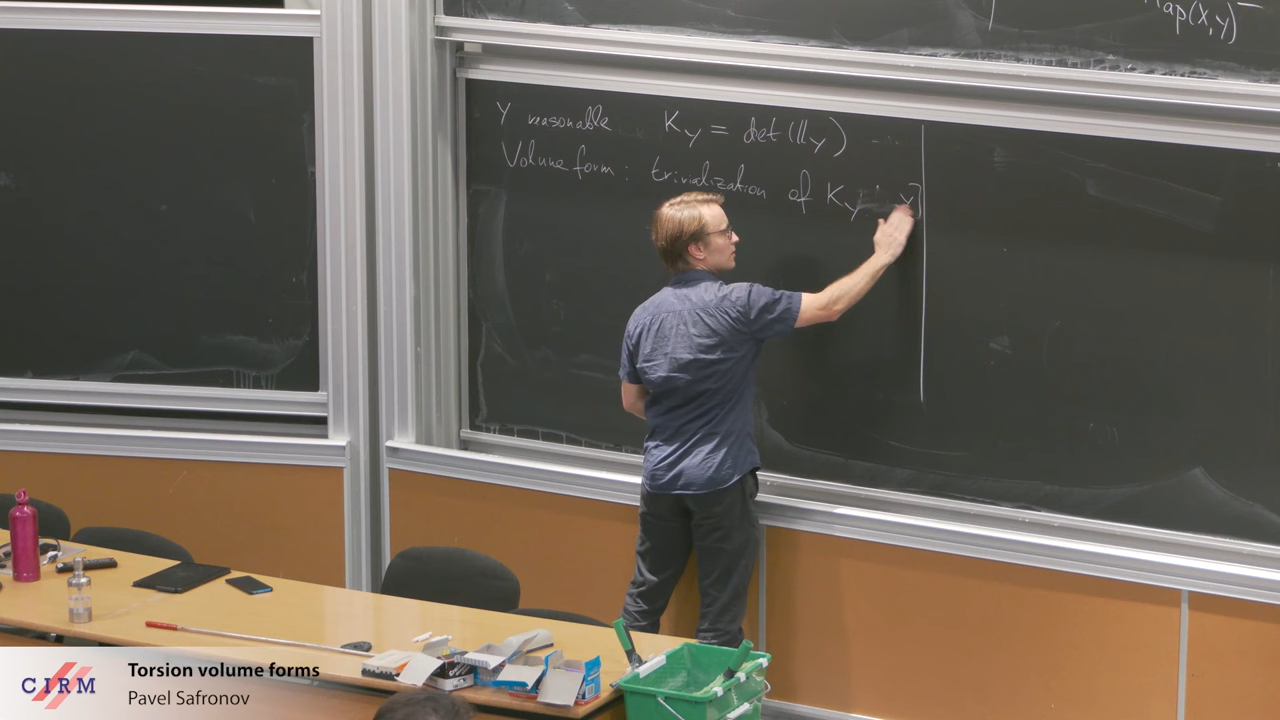 Map(X,Y)
Y reasonable K_Y = det(𝕃_Y)
Volume form: trivialization of K_Y
CIRM
Torsion volume forms
Pavel Safronov